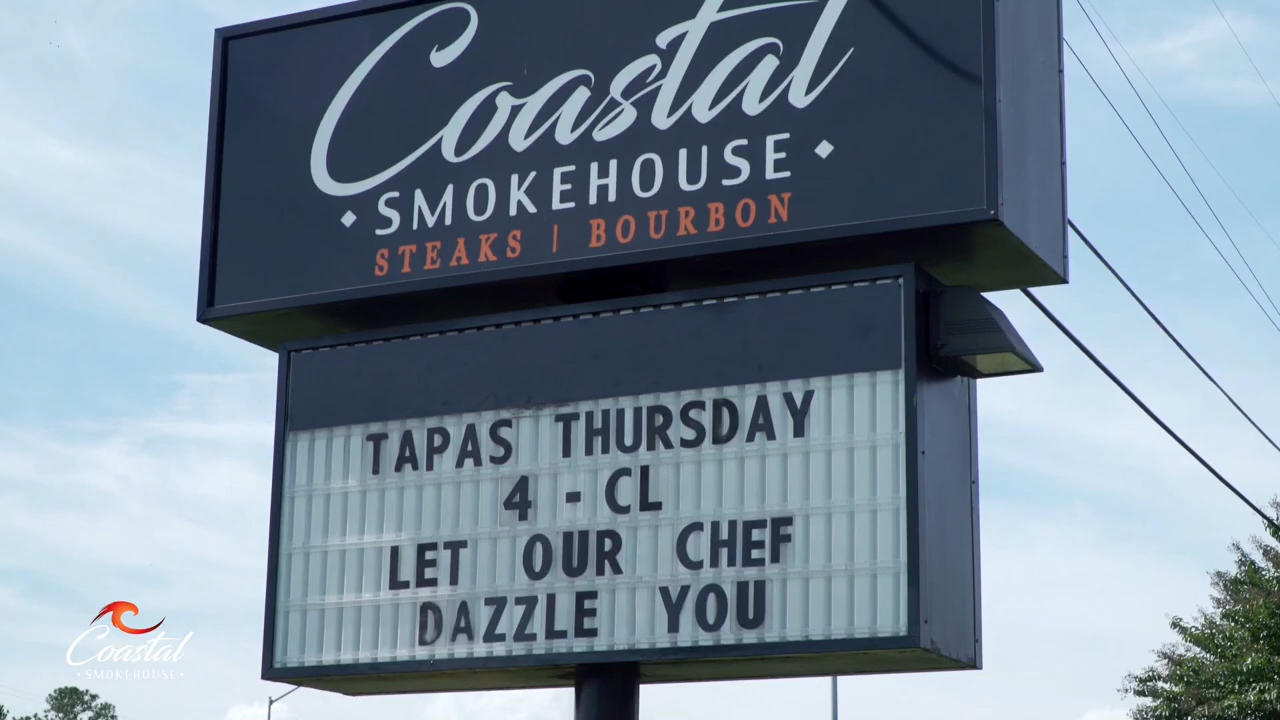 Coastal
SMOKEHOUSE
STEAKS | BOURBON
TAPAS THURSDAY
4 - CL
LET OUR CHEF
DAZZLE YOU
Coastal
SMOKEHOUSE